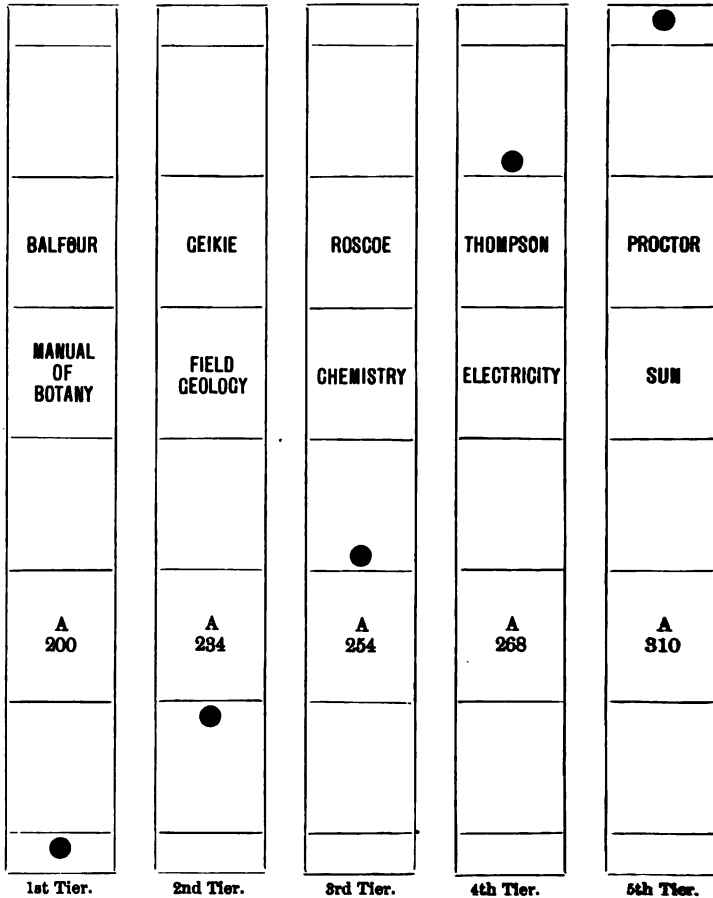 BALFOUR
GEIKIE
ROSCOE
THOMPSON
PROCTOR
MANUAL
OF
BOTANY
FIELD
GEOLOGY
CHEMISTRY
ELECTRICITY
SUN
A
200
A
234
A
254
A
268
A
310
1st Tier.
2nd Tier.
3rd Tier.
4th Tier.
5th Tier.